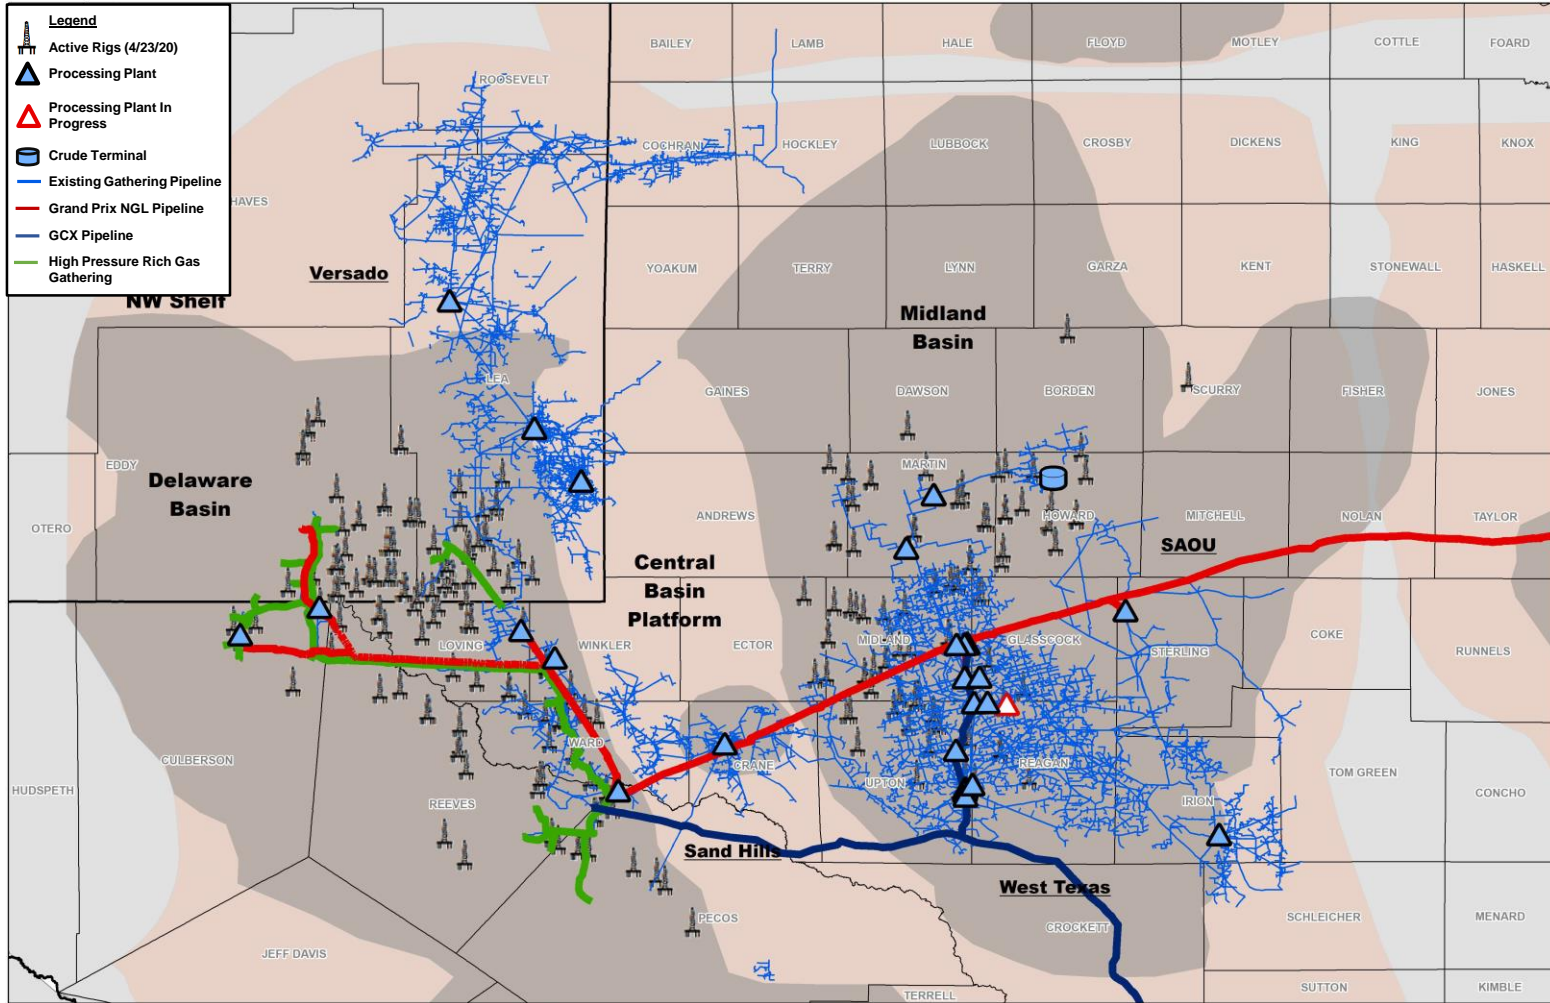 Legend
Active Rigs (4/23/20)
Processing Plant
Processing Plant In
Progress
Crude Terminal
Existing Gathering Pipeline
Grand Prix NGL Pipeline
GCX Pipeline
High Pressure Rich Gas
Gathering
BAILEY
LAMB
HALE
FLOYD
MOTLEY
COTTLE
FOARD
ROOSEVELT
COCHRAN
HOCKLEY
LUBBOCK
CROSBY
DICKENS
KING
KNOX
HAVES
Versado
NW Shelf
YOAKUM
TERRY
LYNN
GARZA
KENT
STONEWALL
HASKELL
Midland
Basin
LEA
GAINES
DAWSON
BORDEN
SCURRY
FISHER
JONES
EDDY
Delaware
Basin
MARTIN
OTERO
ANDREWS
HOWARD
MITCHELL
NOLAN
TAYLOR
SAOU
Central
Basin
Platform
LOVING
WINKLER
ECTOR
MIDLAND
GLASSCOCK
STERLING
COKE
RUNNELS
CULBERSON
WARD
CRANE
UPTON
REAGAN
TOM GREEN
HUDSPETH
REEVES
IRION
CONCHO
Sand Hills
West Texas
PECOS
CROCKETT
SCHLEICHER
MENARD
JEFF DAVIS
TERRELL
SUTTON
KIMBLE